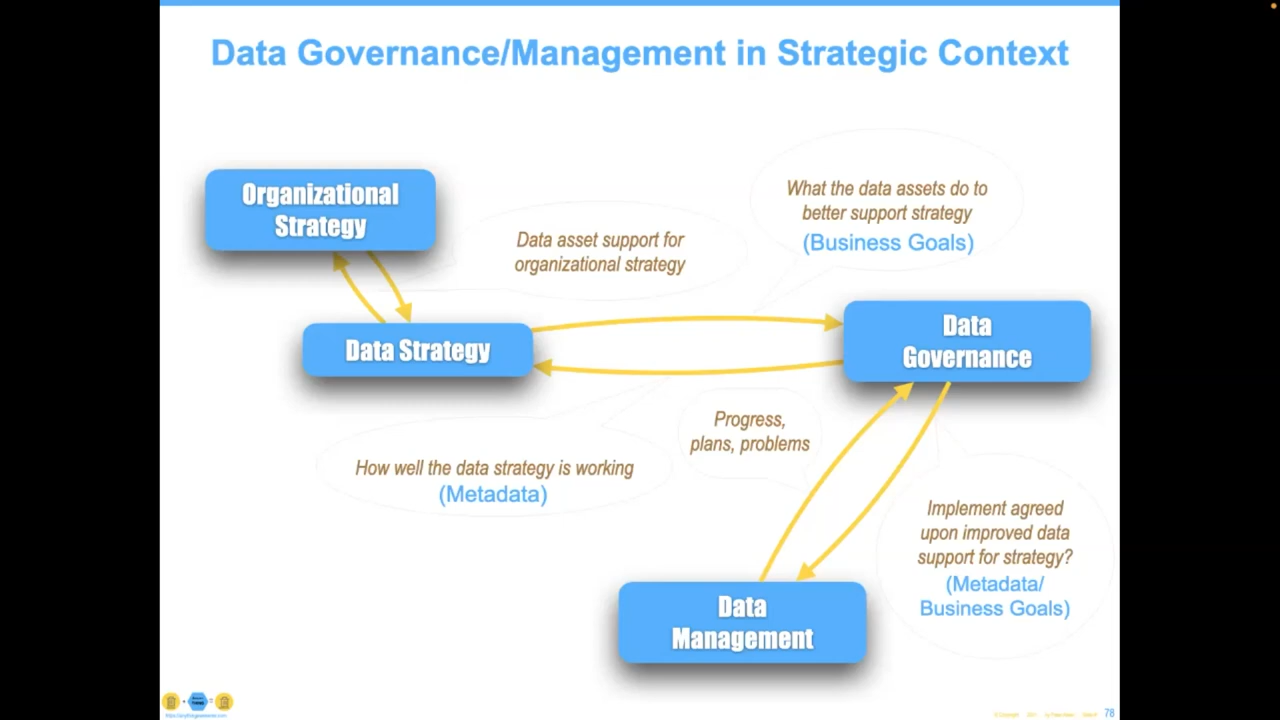 Data Governance/Management in Strategic Context
Organizational
Strategy
Data asset support for
organizational strategy
What the data assets do to
better support strategy
(Business Goals)
Data Strategy
Data
Governance
Progress,
plans, problems
How well the data strategy is working
(Metadata)
Implement agreed
upon improved data
support for strategy?
(Metadata/
Business Goals)
Data
Management
78